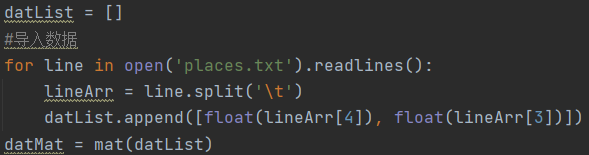 datList = []
#导入数据
for line in open('places.txt').readlines():
    lineArr = line.split('\t')
    datList.append([float(lineArr[4]), float(lineArr[3])])
datMat = mat(datList)